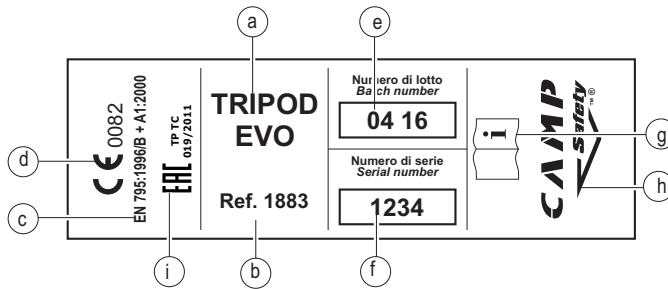 a
e
d
c
i
b
f
g
h
CE 0082
EN 795:1996/B + A1:2000
EAC
TP TC
019/2011
TRIPOD
EVO
Ref. 1883
Numero di lotto
Batch number
04 16
Numero di serie
Serial number
1234
i
CAMP
Safety
™ ®